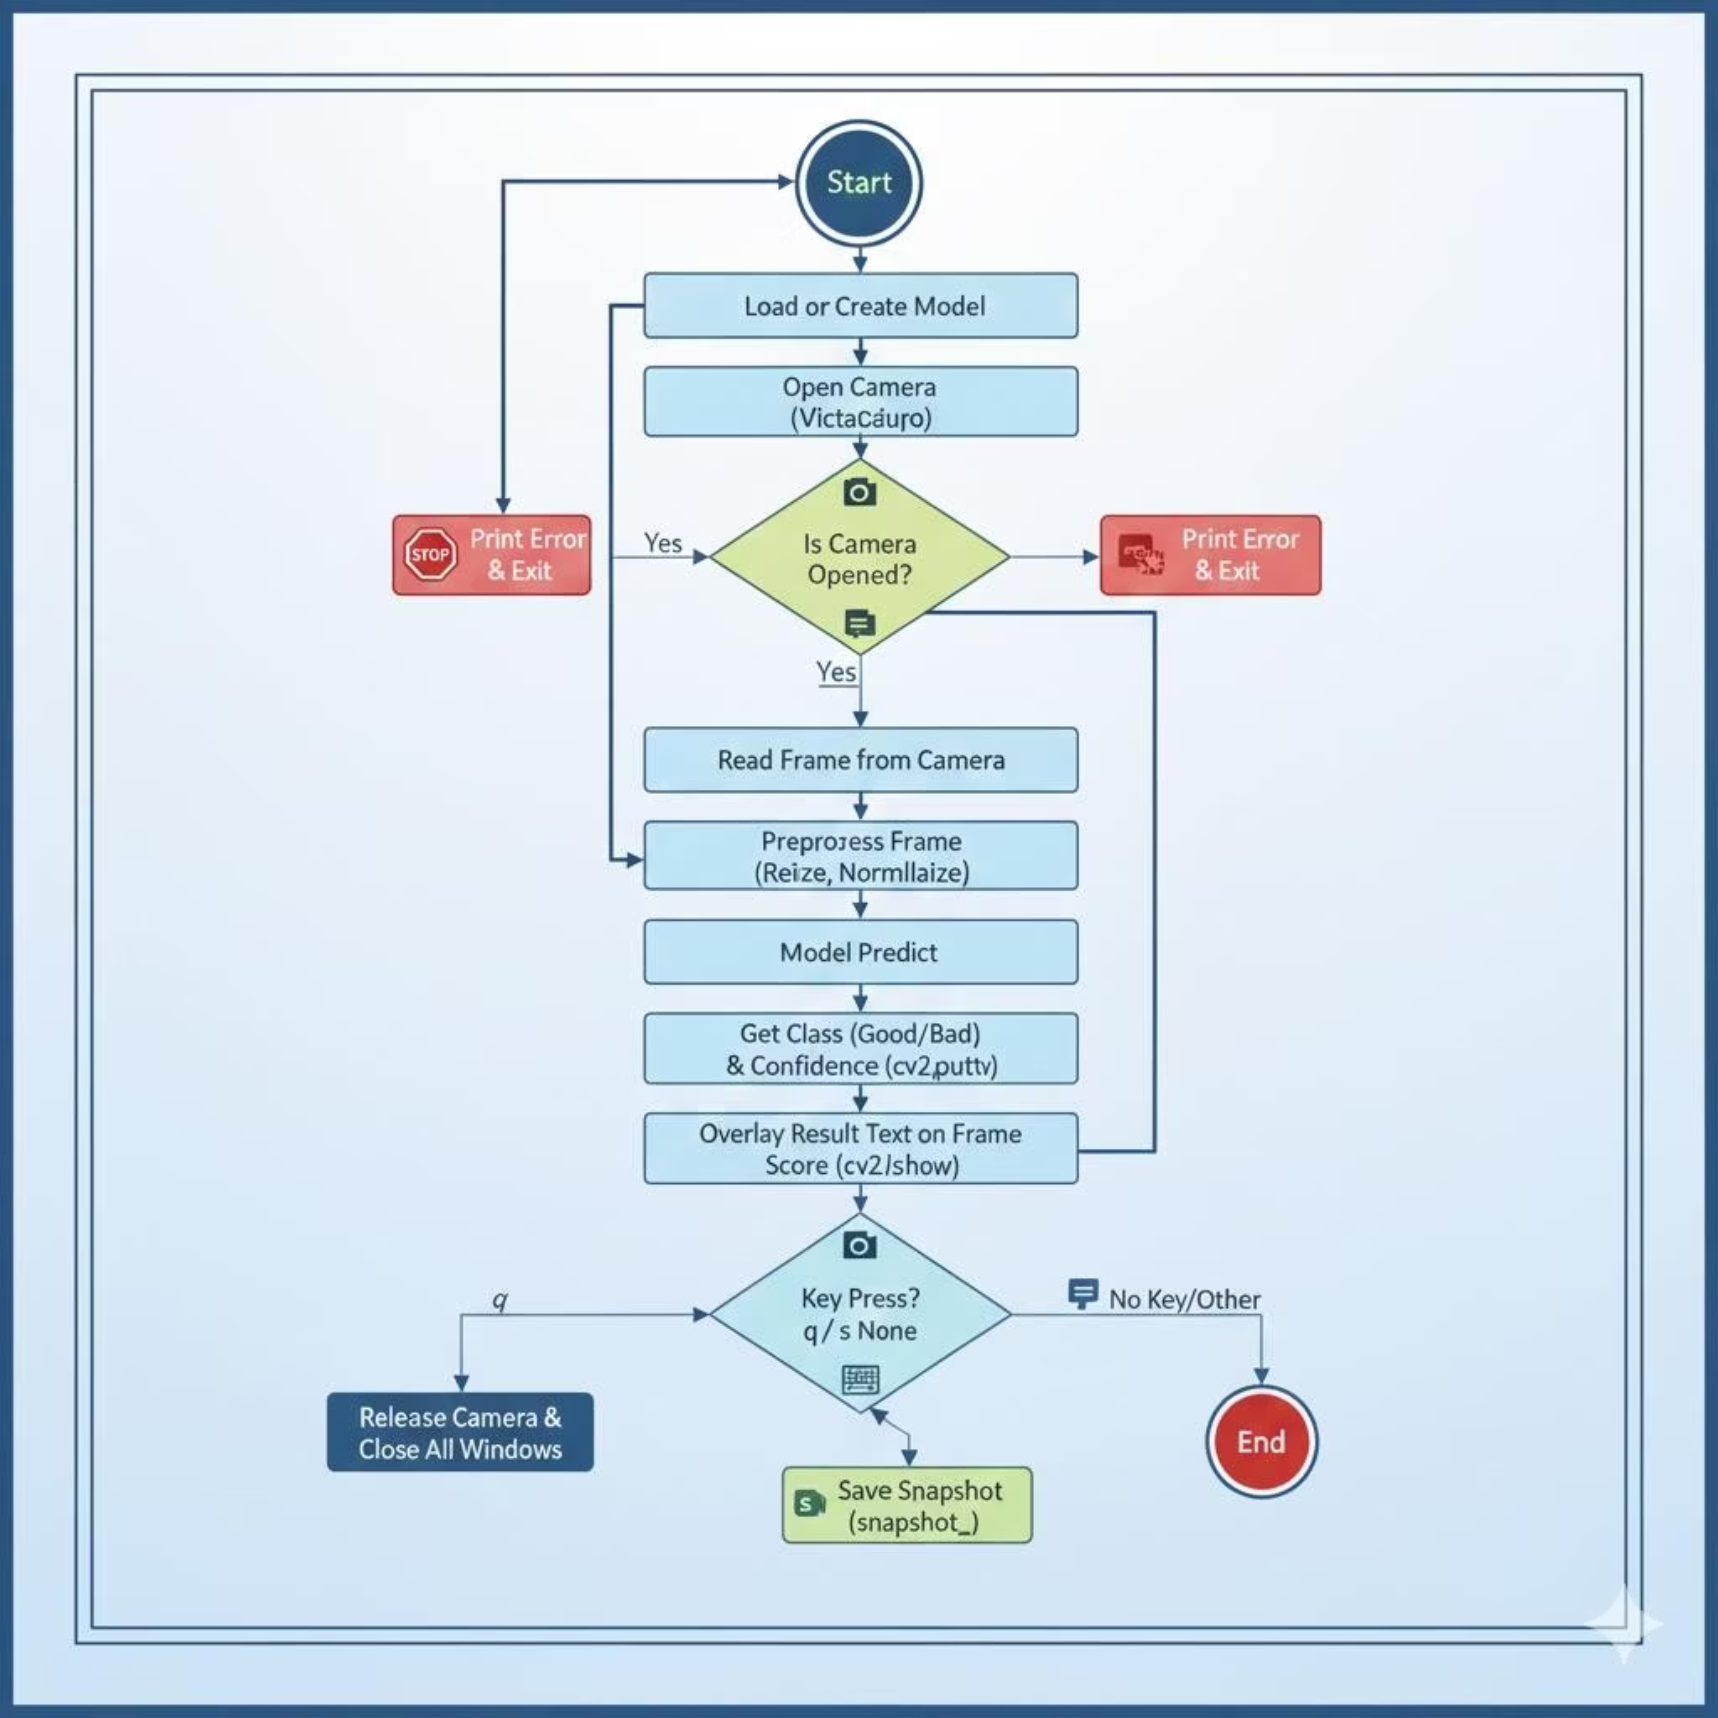 Start
Load or Create Model
Open Camera
STOP
Print Error
& Exit
Yes
Is Camera
Opened?
Print Error
& Exit
Yes
Read Frame from Camera
Preprozess Frame
(Reize, Normllaize)
Model Predict
Get Class (Good/Bad)
& Confidence (cv2,puttv)
Overlay Result Text on Frame
Score (cv2/show)
q
Key Press?
q / s None
No Key/Other
Release Camera &
Close All Windows
End
S
Save Snapshot
(snapshot_)